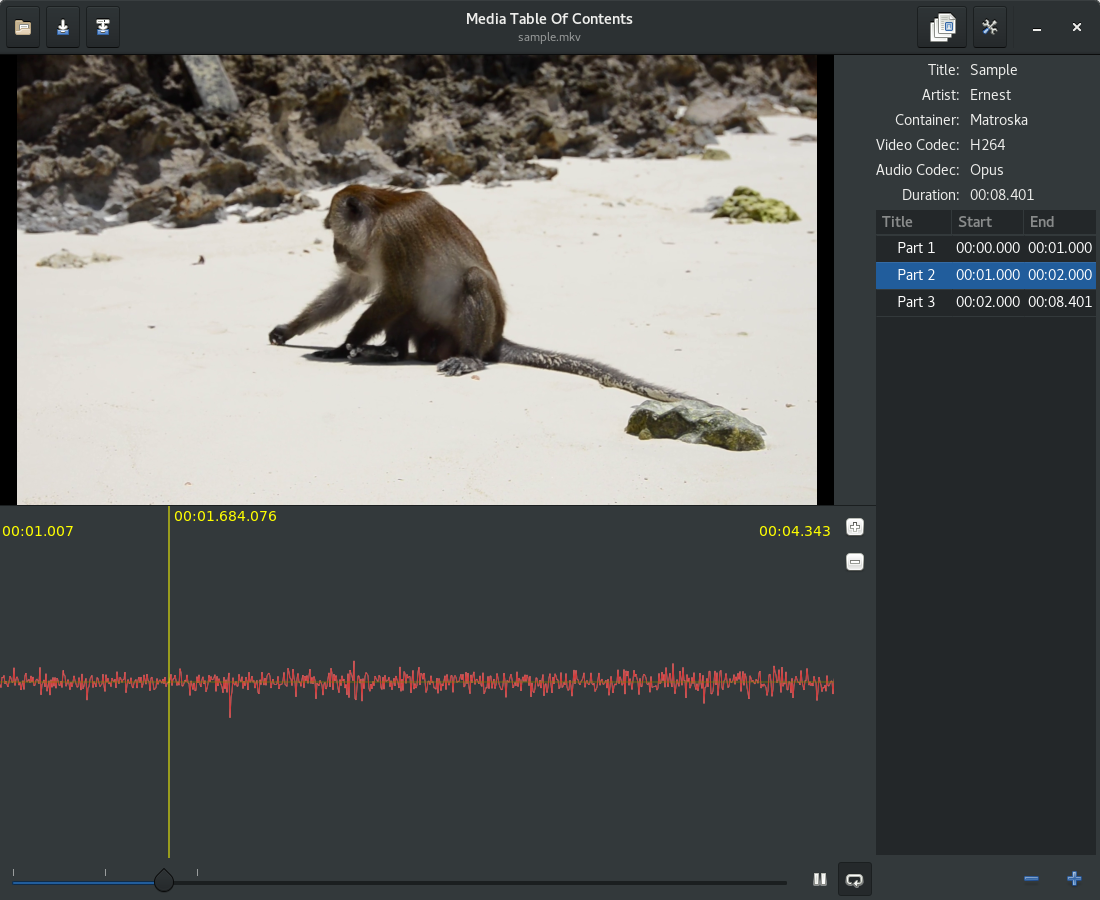 Media Table Of Contents
sample.mkv
Title: Sample
Artist: Ernest
Container: Matroska
Video Codec: H264
Audio Codec: Opus
Duration: 00:08.401
Title Start End
Part 1 00:00.000 00:01.000
Part 2 00:01.000 00:02.000
Part 3 00:02.000 00:08.401
00:01.684.076
00:01.007 00:04.343